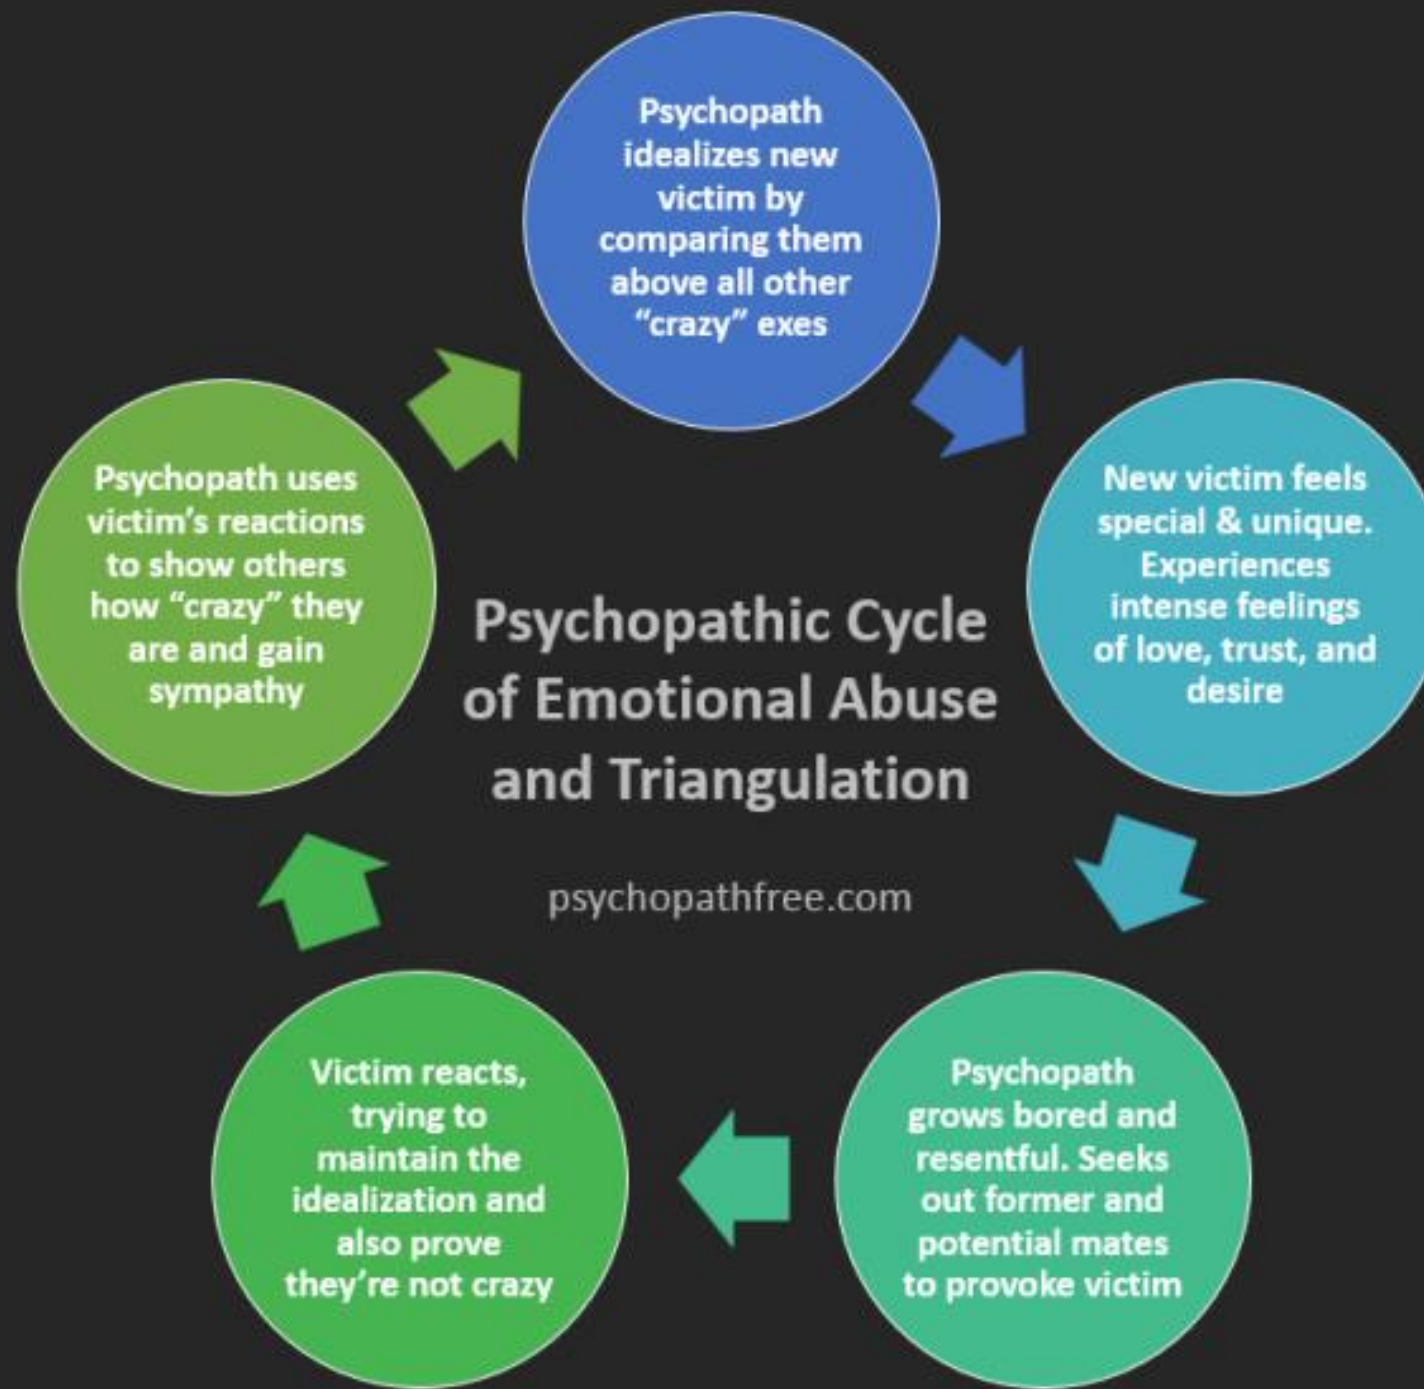 Psychopath
idealizes new
victim by
comparing them
above all other
“crazy” exes
New victim feels
special & unique.
Experiences
intense feelings
of love, trust, and
desire
Psychopath
grows bored and
resentful. Seeks
out former and
potential mates
to provoke victim
Victim reacts,
trying to
maintain the
idealization and
also prove
they’re not crazy
Psychopath uses
victim’s reactions
to show others
how “crazy” they
are and gain
sympathy
Psychopathic Cycle
of Emotional Abuse
and Triangulation
psychopathfree.com